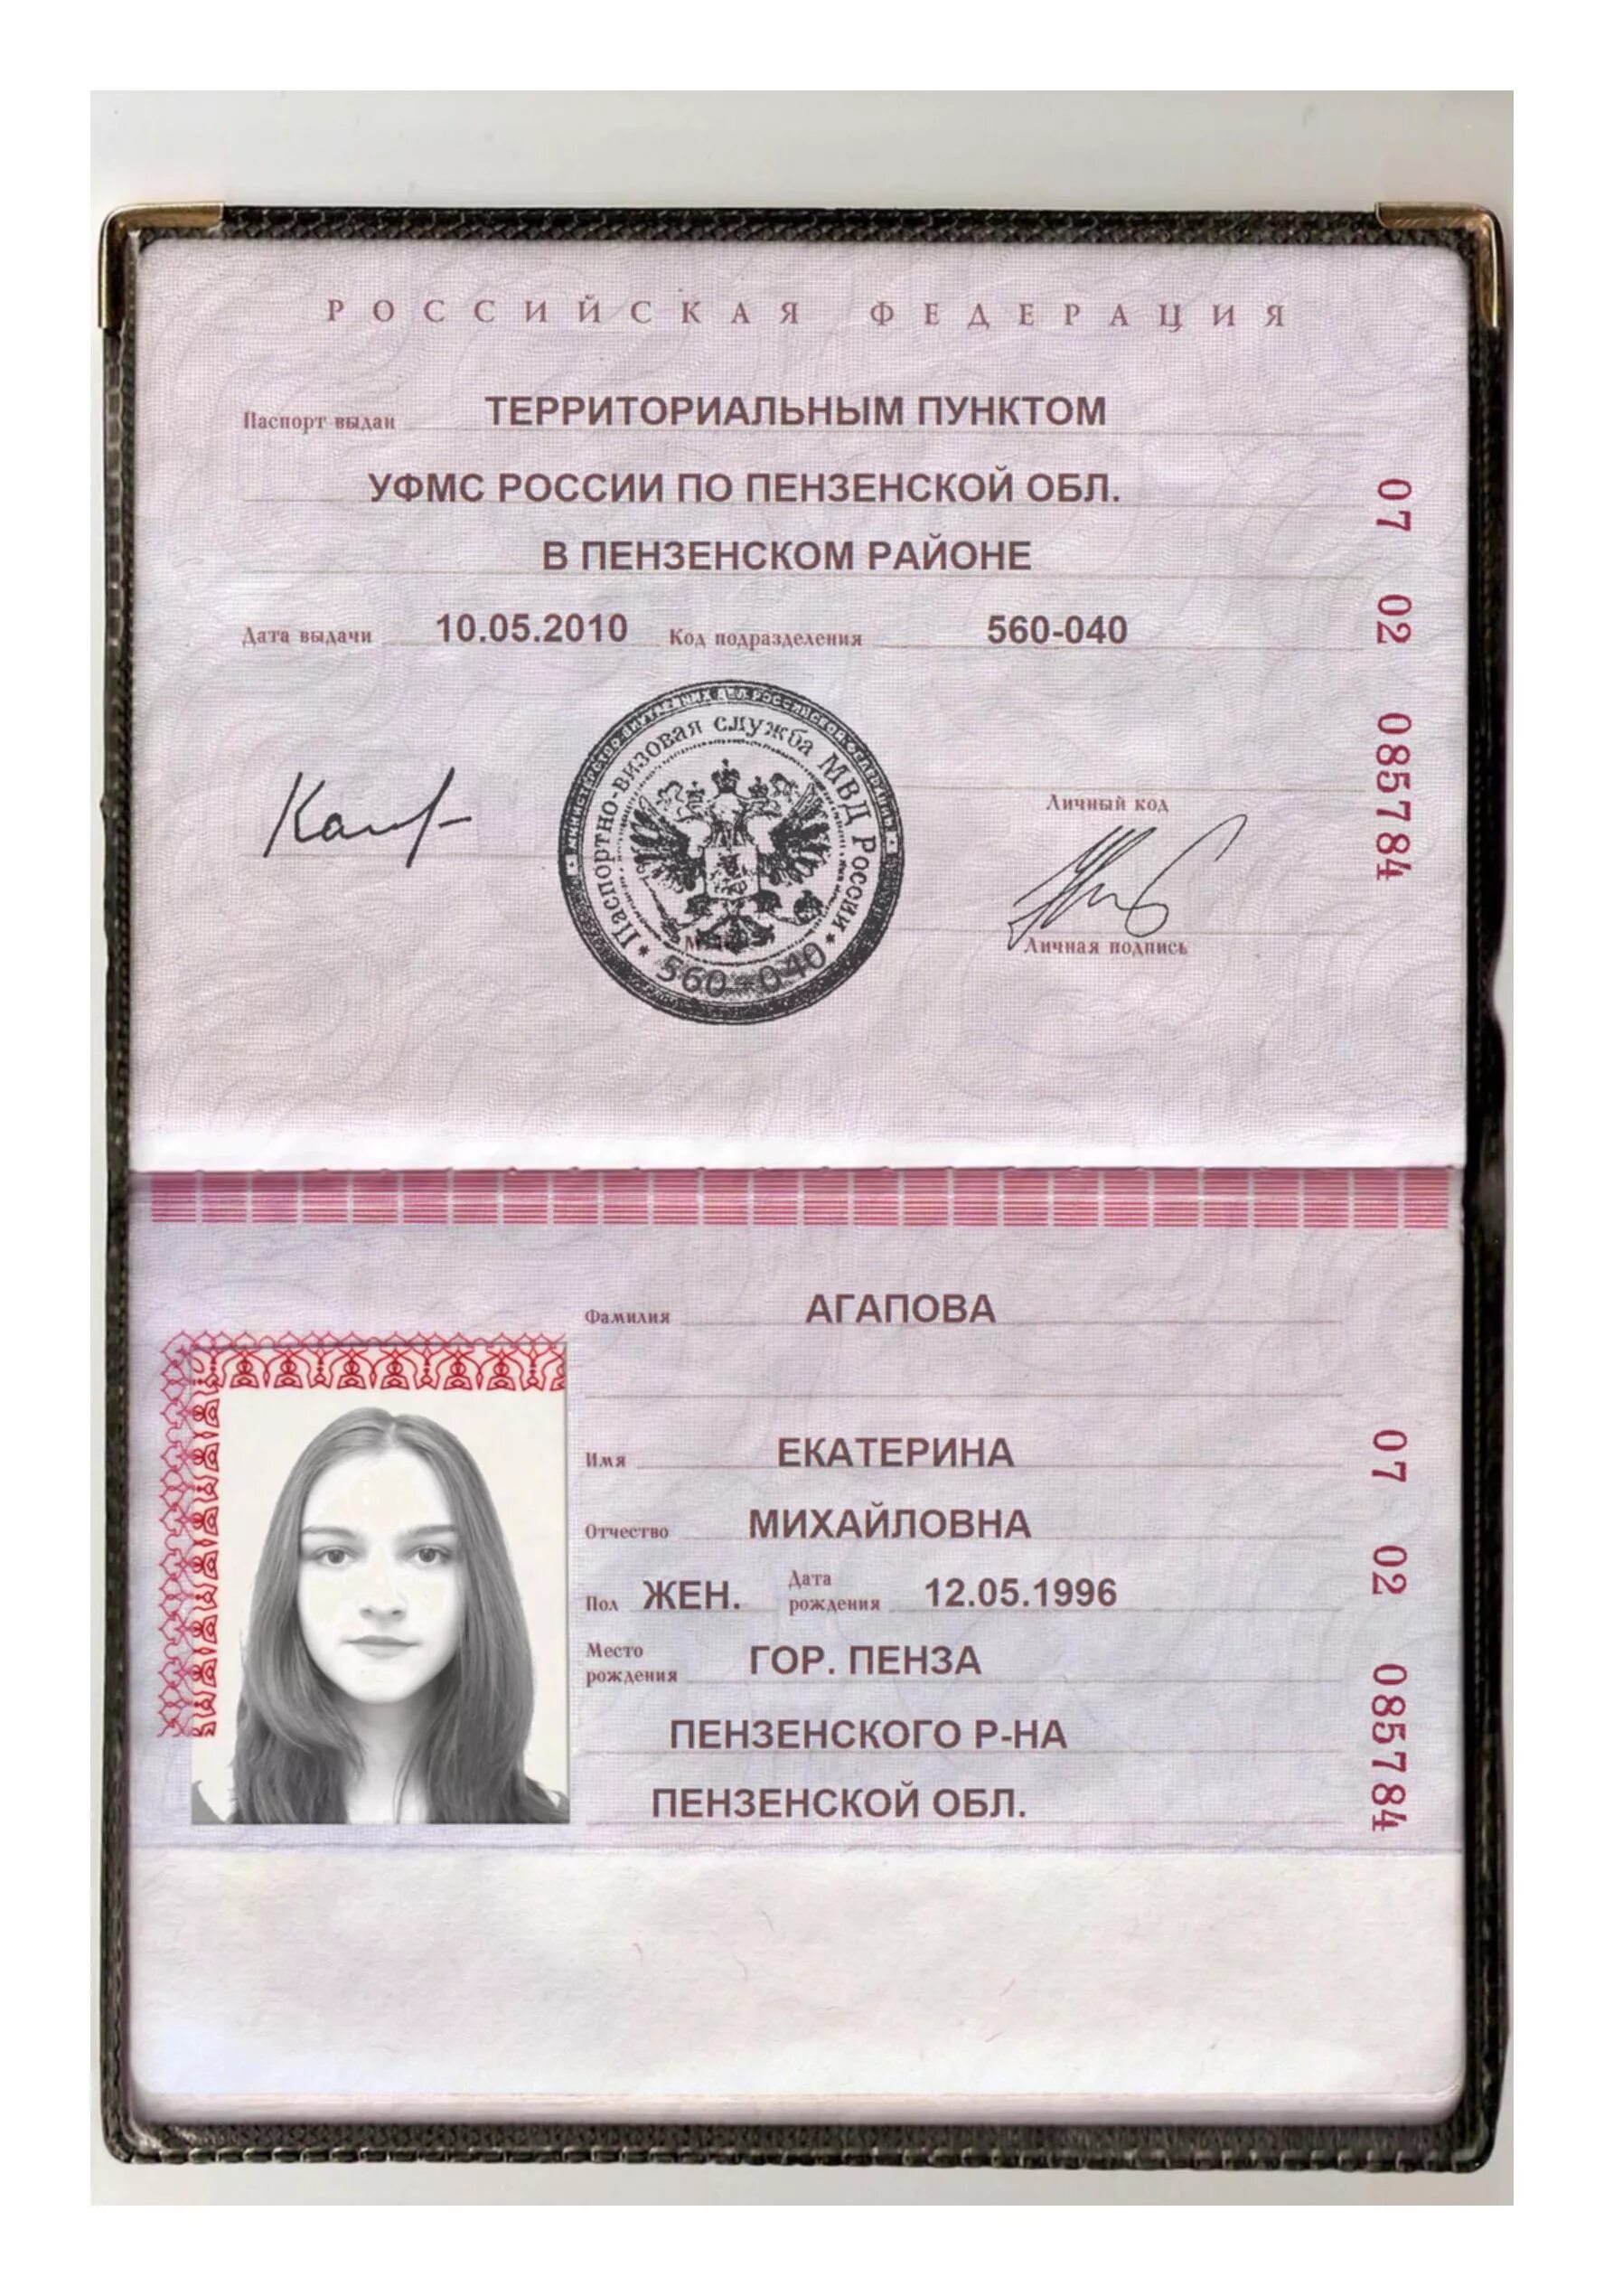 РОССИЙСКАЯ ФЕДЕРАЦИЯ
Паспорт выдан ТЕРРИТОРИАЛЬНЫМ ПУНКТОМ
УФМС РОССИИ ПО ПЕНЗЕНСКОЙ ОБЛ.
В ПЕНЗЕНСКОМ РАЙОНЕ
Дата выдачи 10.05.2010 Код подразделения 560-040
07 02 085784
Паспортно-визовая служба МВД России
560-040
Личный код
Личная подпись
Фамилия АГАПОВА
Имя ЕКАТЕРИНА
Отчество МИХАЙЛОВНА
Пол ЖЕН. Дата рождения 12.05.1996
Место рождения ГОР. ПЕНЗА
ПЕНЗЕНСКОГО Р-НА
ПЕНЗЕНСКОЙ ОБЛ.
07 02 085784